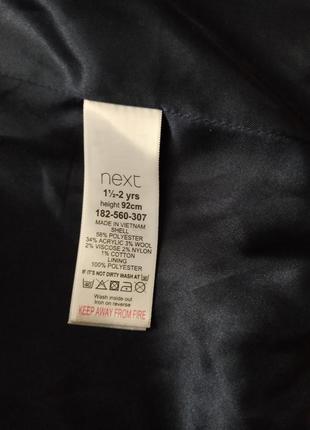 next
1½-2 yrs
height 92cm
182-560-307
MADE IN VIETNAM
SHELL
58% POLYESTER
34% ACRYLIC 3% WOOL
2% VISCOSE 2% NYLON
1% COTTON
LINING
100% POLYESTER
IF IT'S NOT DIRTY WASH AT
Wash inside out
Iron on reverse
KEEP AWAY FROM FIRE